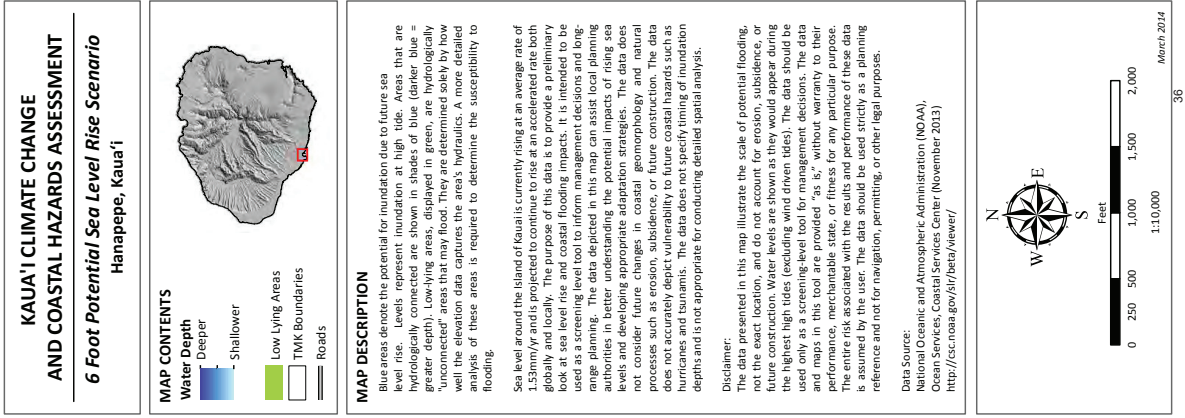 KAUA'I CLIMATE CHANGE
AND COASTAL HAZARDS ASSESSMENT
6 Foot Potential Sea Level Rise Scenario
Hanapepe, Kaua'i
MAP CONTENTS
Water Depth
Deeper
Shallower
Low Lying Areas
TMK Boundaries
Roads
MAP DESCRIPTION
Blue areas denote the potential for inundation due to future sea
level rise. Levels represent inundation at high tide. Areas that are
hydrologically connected are shown in shades of blue (darker blue =
greater depth). Low-lying areas, displayed in green, are hydrologically
"unconnected" areas that may flood. They are determined solely by how
well the elevation data captures the area's hydraulics. A more detailed
analysis of these areas is required to determine the susceptibility to
flooding.
Sea level around the Island of Kauai is currently rising at an average rate of
1.53mm/yr and is projected to continue to rise at an accelerated rate both
globally and locally. The purpose of this data is to provide a preliminary
look at sea level rise and coastal flooding impacts. It is intended to be
used as a screening level tool to inform management decisions and long-
range planning. The data depicted in this map can assist local planning
authorities in better understanding the potential impacts of rising sea
levels and developing appropriate adaptation strategies. The data does
not consider future changes in coastal geomorphology and natural
processes such as erosion, subsidence, or future construction. The data
does not accurately depict vulnerability to future coastal hazards such as
hurricanes and tsunamis. The data does not specify timing of inundation
depths and is not appropriate for conducting detailed spatial analysis.
Disclaimer:
The data presented in this map illustrate the scale of potential flooding,
not the exact location, and do not account for erosion, subsidence, or
future construction. Water levels are shown as they would appear during
the highest high tides (excluding wind driven tides). The data should be
used only as a screening-level tool for management decisions. The data
and maps in this tool are provided "as is," without warranty to their
performance, merchantable state, or fitness for any particular purpose.
The entire risk associated with the results and performance of these data
is assumed by the user. The data should be used strictly as a planning
reference and not for navigation, permitting, or other legal purposes.
Data Source:
National Oceanic and Atmospheric Administration (NOAA),
Ocean Services, Coastal Services Center (November 2013)
http://csc.noaa.gov/slr/beta/viewer/
N
W
E
S
Feet
0 250 500 1,000 1,500 2,000
1:10,000
March 2014
36